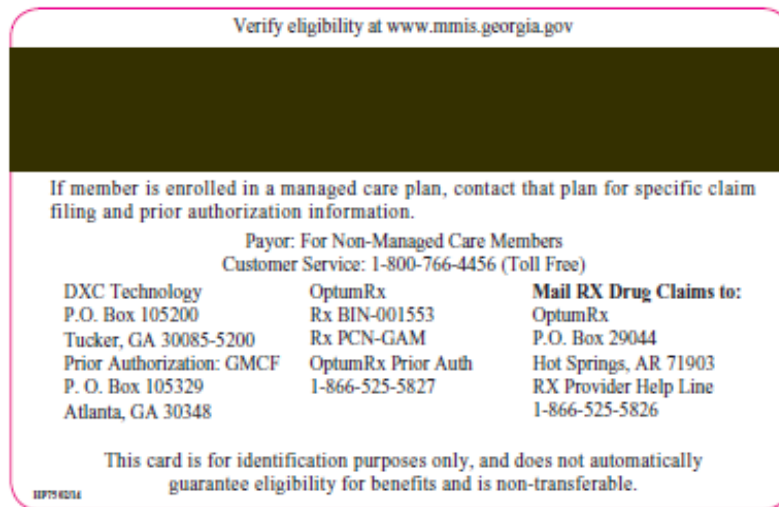 Verify eligibility at www.mmis.georgia.gov
If member is enrolled in a managed care plan, contact that plan for specific claim
filing and prior authorization information.
Payor: For Non-Managed Care Members
Customer Service: 1-800-766-4456 (Toll Free)
DXC Technology
P.O. Box 105200
Tucker, GA 30085-5200
Prior Authorization: GMCF
P. O. Box 105329
Atlanta, GA 30348
OptumRx
Rx BIN-001553
Rx PCN-GAM
OptumRx Prior Auth
1-866-525-5827
Mail RX Drug Claims to:
OptumRx
P.O. Box 29044
Hot Springs, AR 71903
RX Provider Help Line
1-866-525-5826
This card is for identification purposes only, and does not automatically
guarantee eligibility for benefits and is non-transferable.